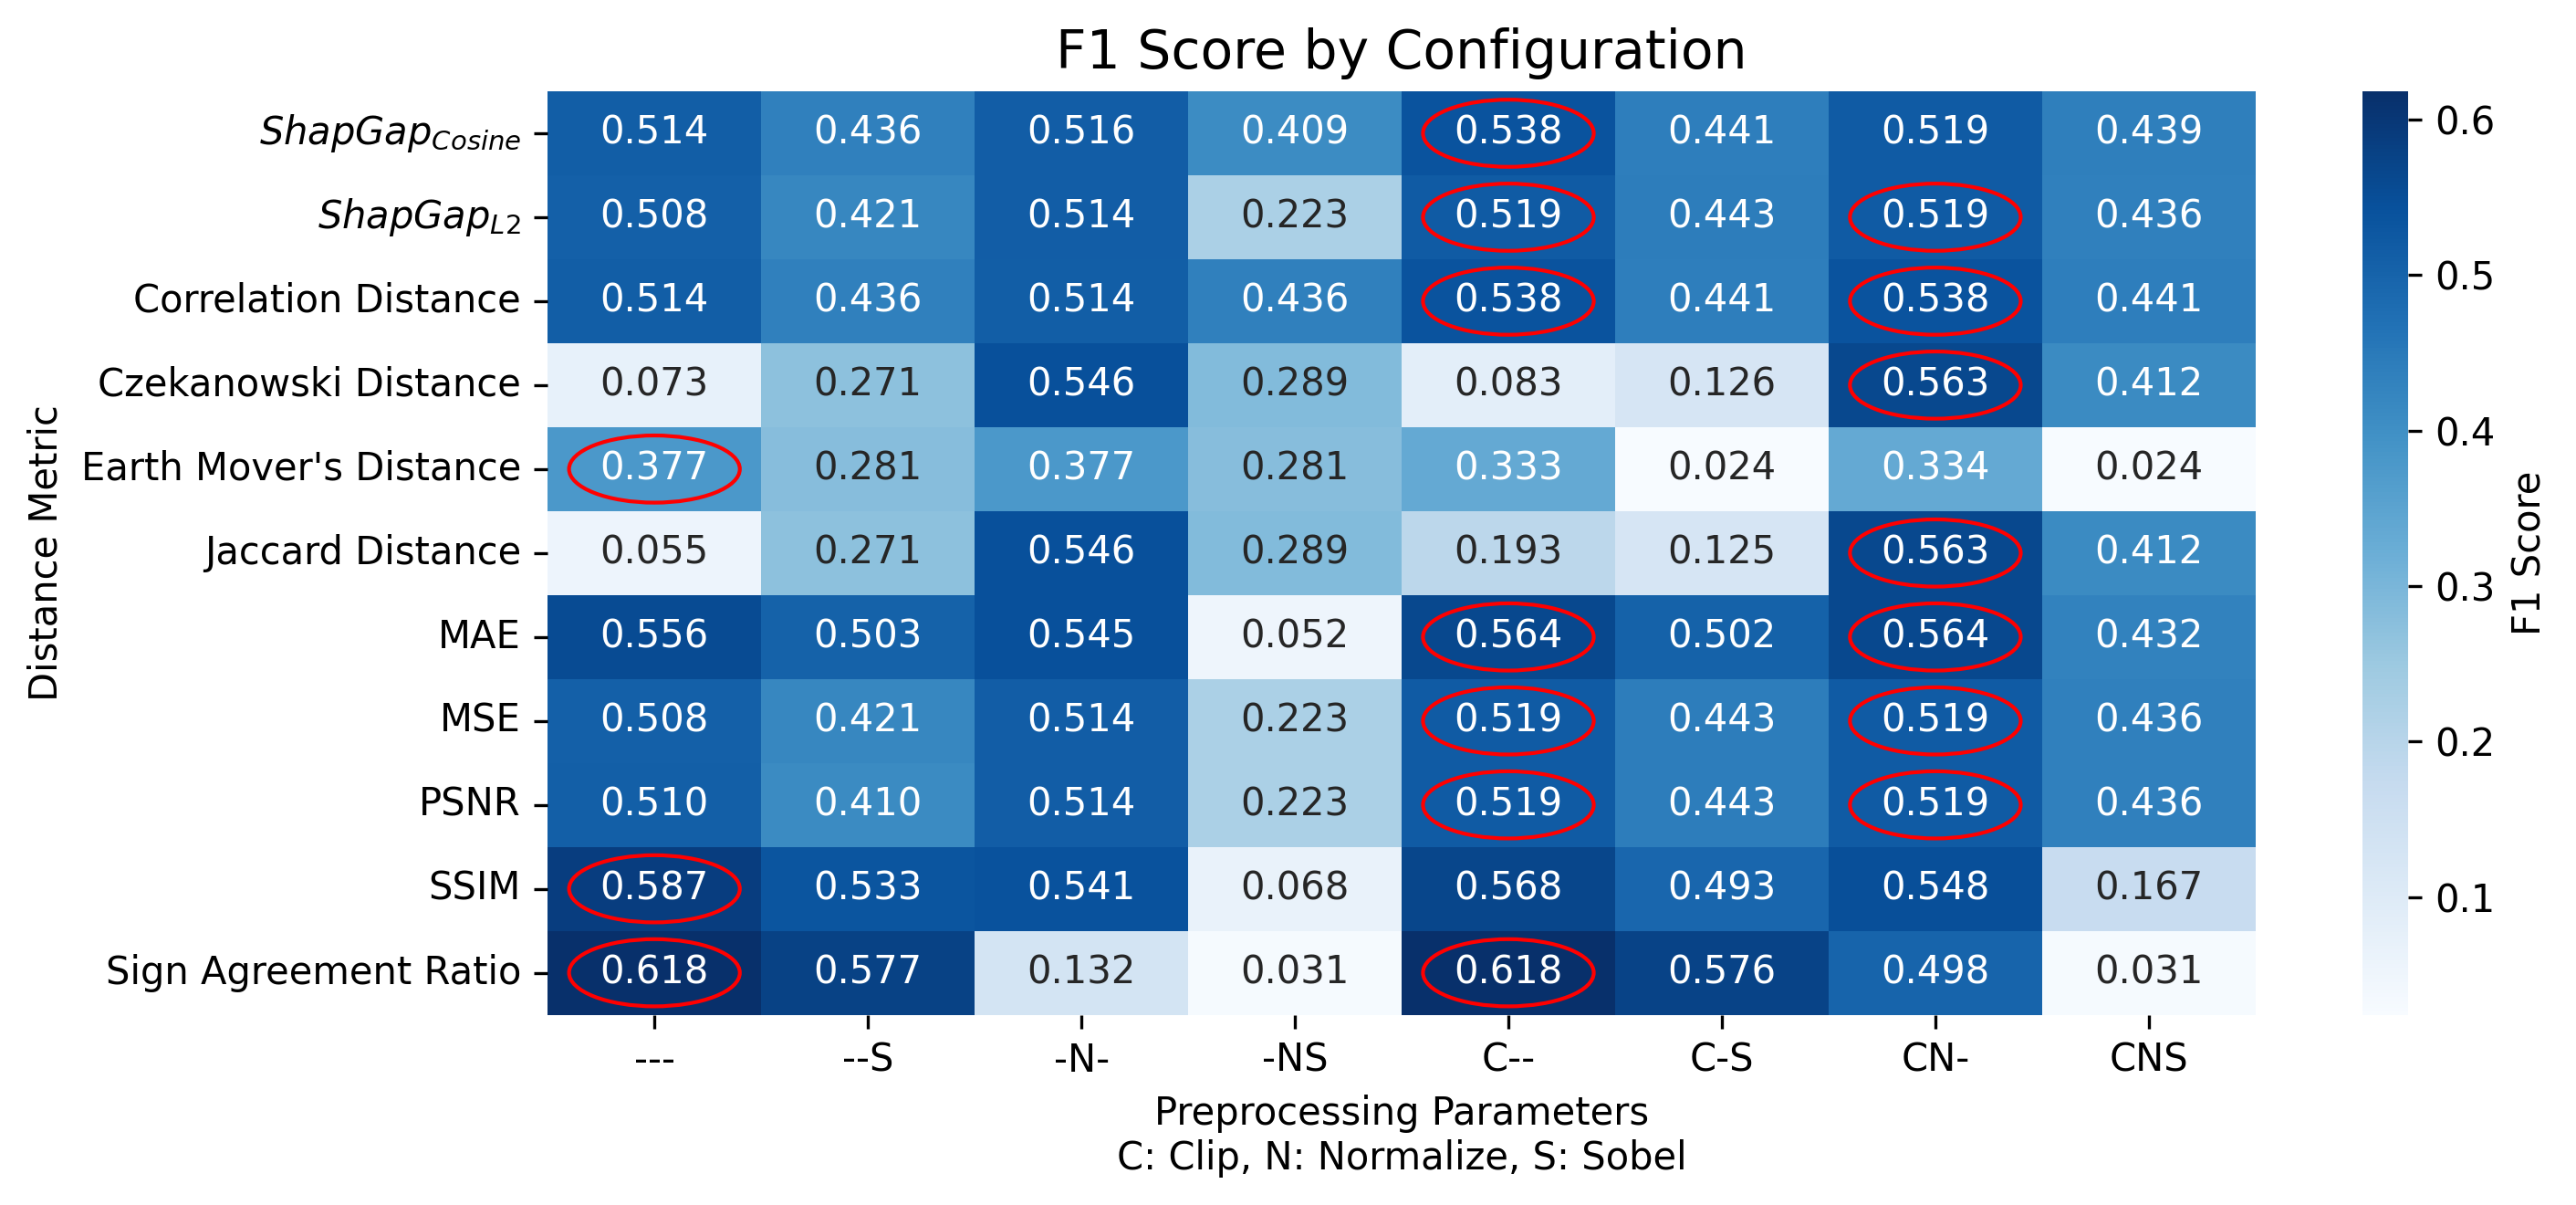 F1 Score by Configuration
ShapGap_Cosine 0.514 0.436 0.516 0.409 0.538 0.441 0.519 0.439
ShapGap_L2 0.508 0.421 0.514 0.223 0.519 0.443 0.519 0.436
Correlation Distance 0.514 0.436 0.514 0.436 0.538 0.441 0.538 0.441
Czekanowski Distance 0.073 0.271 0.546 0.289 0.083 0.126 0.563 0.412
Earth Mover's Distance 0.377 0.281 0.377 0.281 0.333 0.024 0.334 0.024
Jaccard Distance 0.055 0.271 0.546 0.289 0.193 0.125 0.563 0.412
MAE 0.556 0.503 0.545 0.052 0.564 0.502 0.564 0.432
MSE 0.508 0.421 0.514 0.223 0.519 0.443 0.519 0.436
PSNR 0.510 0.410 0.514 0.223 0.519 0.443 0.519 0.436
SSIM 0.587 0.533 0.541 0.068 0.568 0.493 0.548 0.167
Sign Agreement Ratio 0.618 0.577 0.132 0.031 0.618 0.576 0.498 0.031
--- --S -N- -NS C-- C-S CN- CNS
Preprocessing Parameters
C: Clip, N: Normalize, S: Sobel
Distance Metric
0.6
0.5
0.4
0.3
0.2
0.1
F1 Score